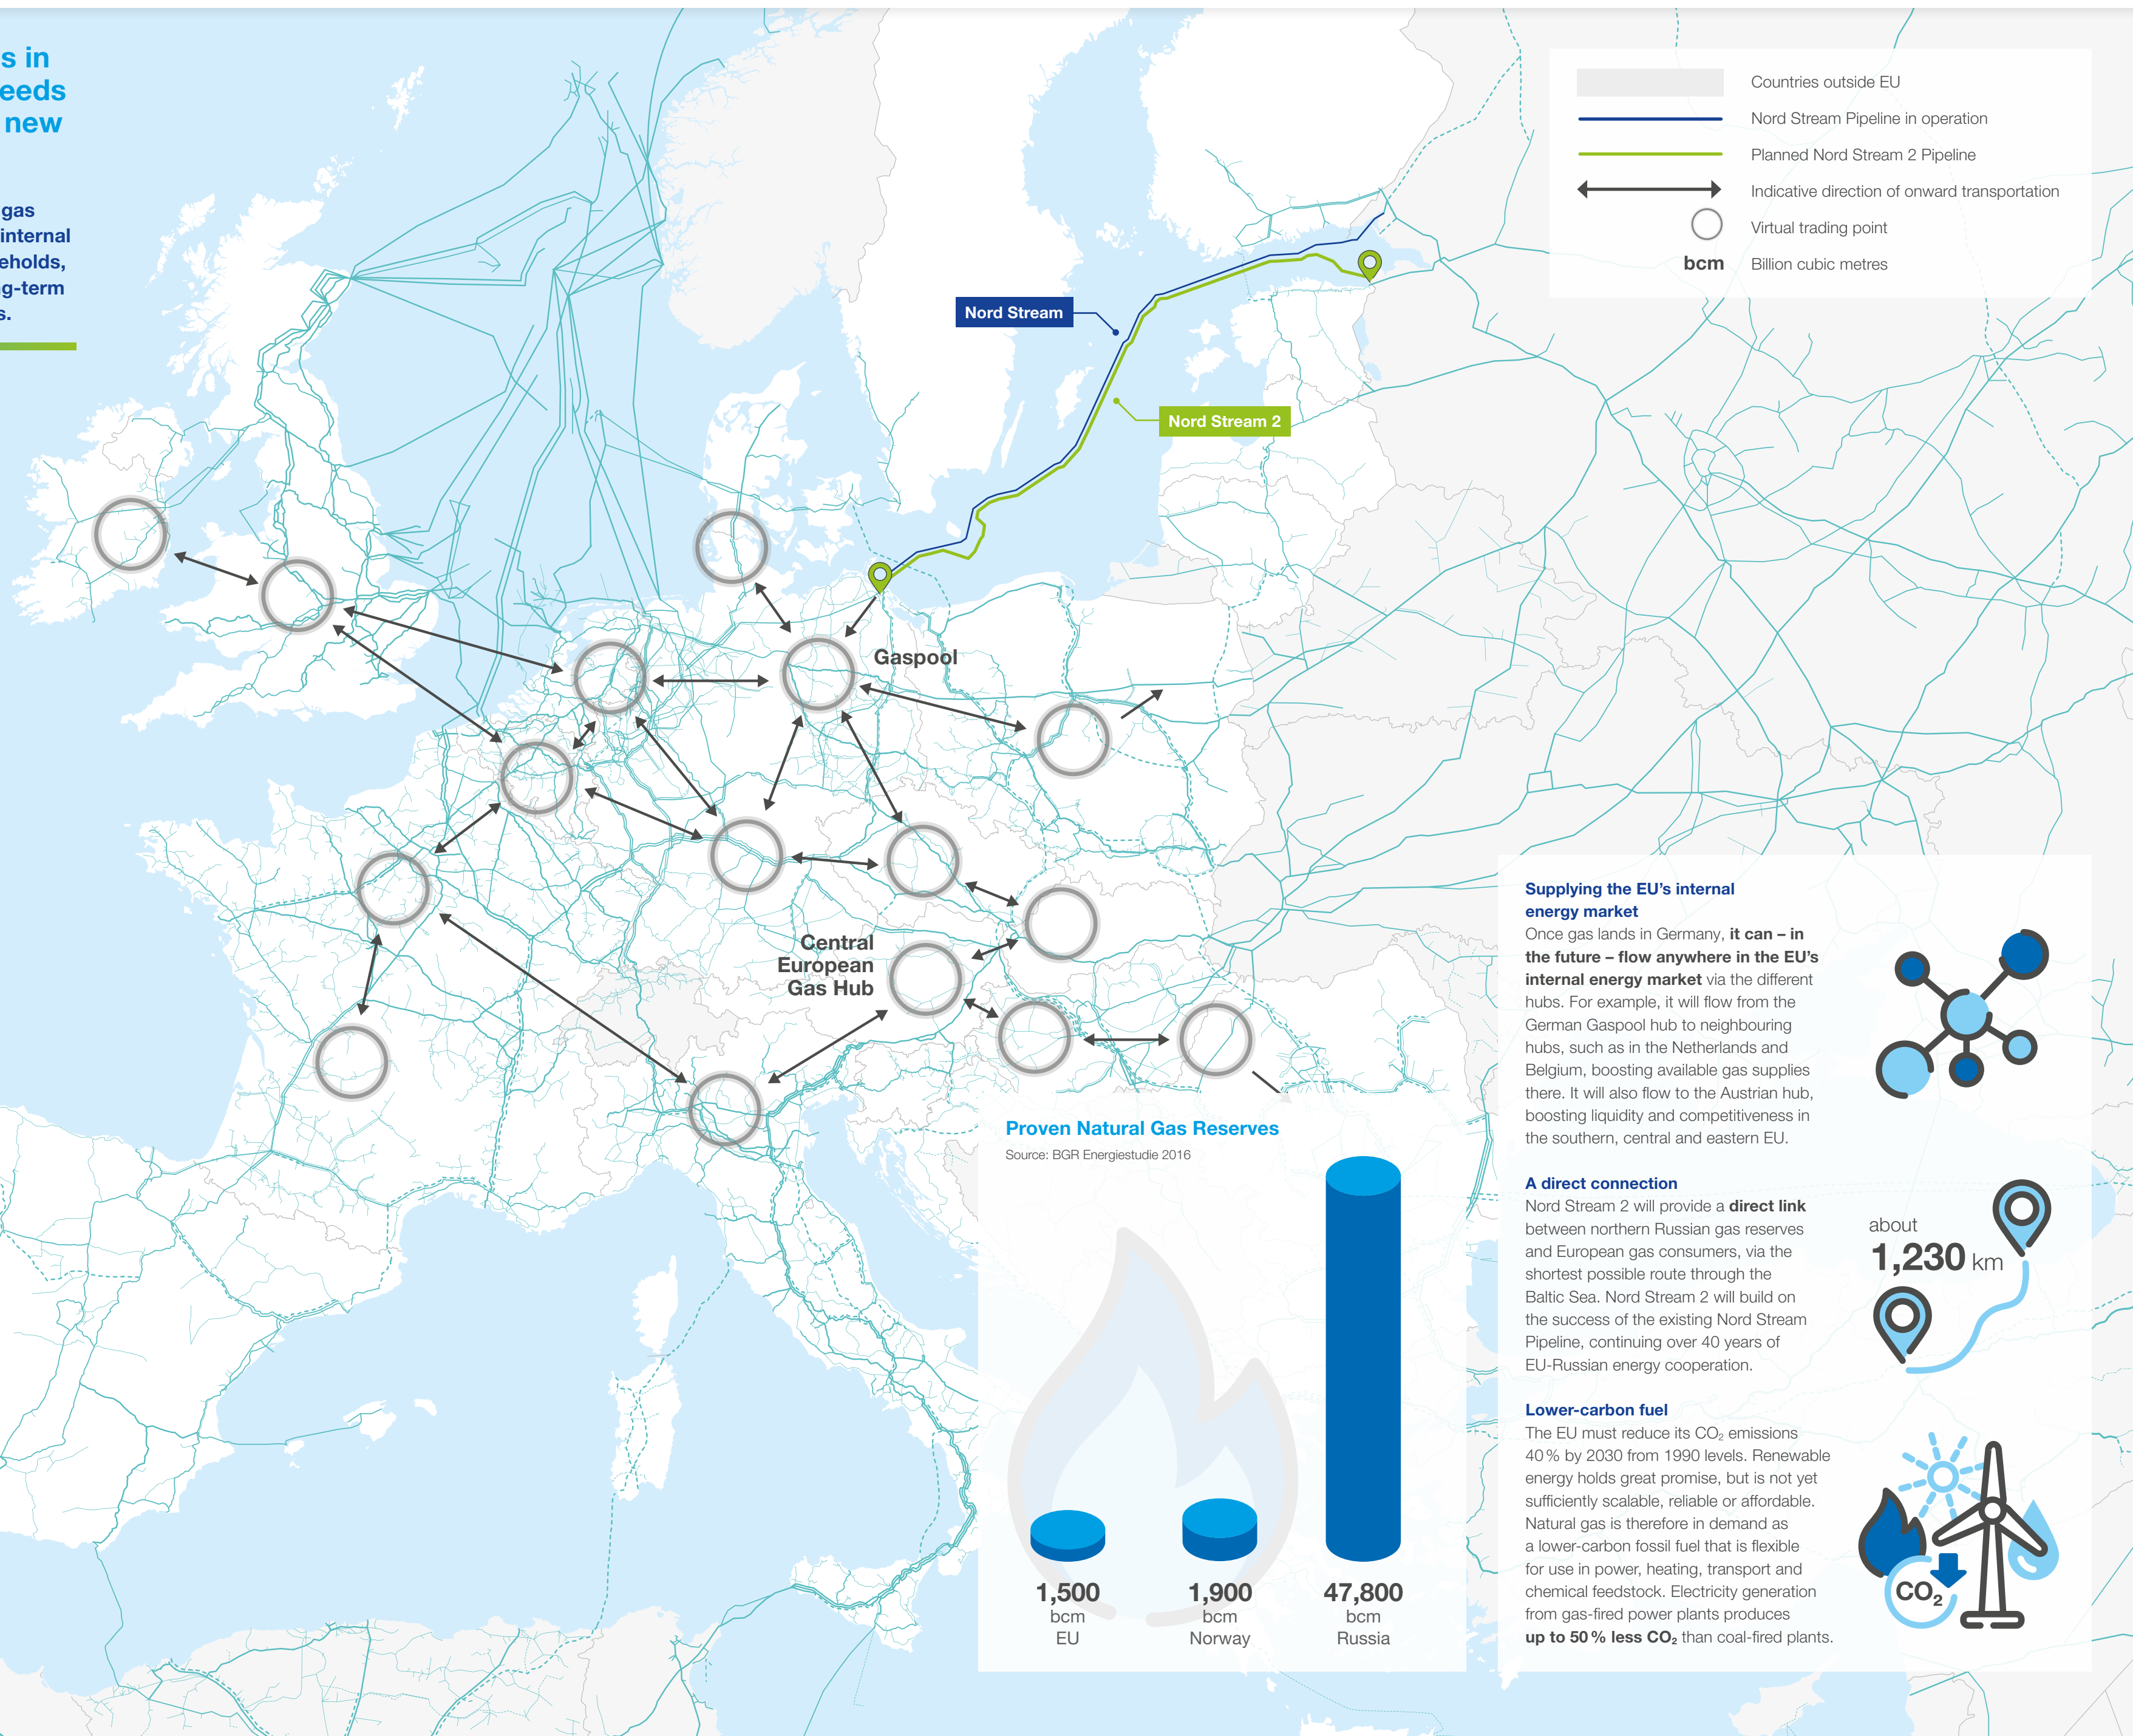 s in
eeds
new
gas
internal
eholds,
g-term
s.
Countries outside EU
Nord Stream Pipeline in operation
Planned Nord Stream 2 Pipeline
Indicative direction of onward transportation
Virtual trading point
bcm Billion cubic metres
Nord Stream
Nord Stream 2
Gaspool
Central
European
Gas Hub
Proven Natural Gas Reserves
Source: BGR Energiestudie 2016
1,500
bcm
EU
1,900
bcm
Norway
47,800
bcm
Russia
Supplying the EU’s internal
energy market
Once gas lands in Germany, it can – in
the future – flow anywhere in the EU’s
internal energy market via the different
hubs. For example, it will flow from the
German Gaspool hub to neighbouring
hubs, such as in the Netherlands and
Belgium, boosting available gas supplies
there. It will also flow to the Austrian hub,
boosting liquidity and competitiveness in
the southern, central and eastern EU.
A direct connection
Nord Stream 2 will provide a direct link
between northern Russian gas reserves
and European gas consumers, via the
shortest possible route through the
Baltic Sea. Nord Stream 2 will build on
the success of the existing Nord Stream
Pipeline, continuing over 40 years of
EU-Russian energy cooperation.
about
1,230 km
Lower-carbon fuel
The EU must reduce its CO₂ emissions
40 % by 2030 from 1990 levels. Renewable
energy holds great promise, but is not yet
sufficiently scalable, reliable or affordable.
Natural gas is therefore in demand as
a lower-carbon fossil fuel that is flexible
for use in power, heating, transport and
chemical feedstock. Electricity generation
from gas-fired power plants produces
up to 50 % less CO₂ than coal-fired plants.
CO₂